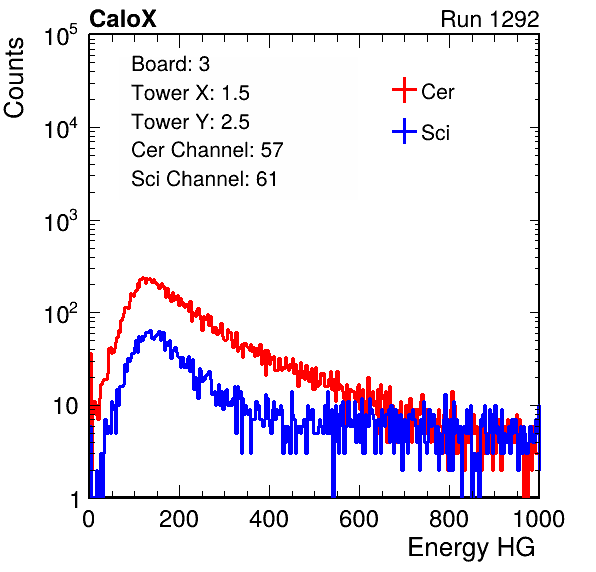 CaloX Run 1292
Board: 3
Tower X: 1.5
Tower Y: 2.5
Cer Channel: 57
Sci Channel: 61
Cer
Sci
Counts
10^5
10^4
10^3
10^2
10
1
0 200 400 600 800 1000
Energy HG